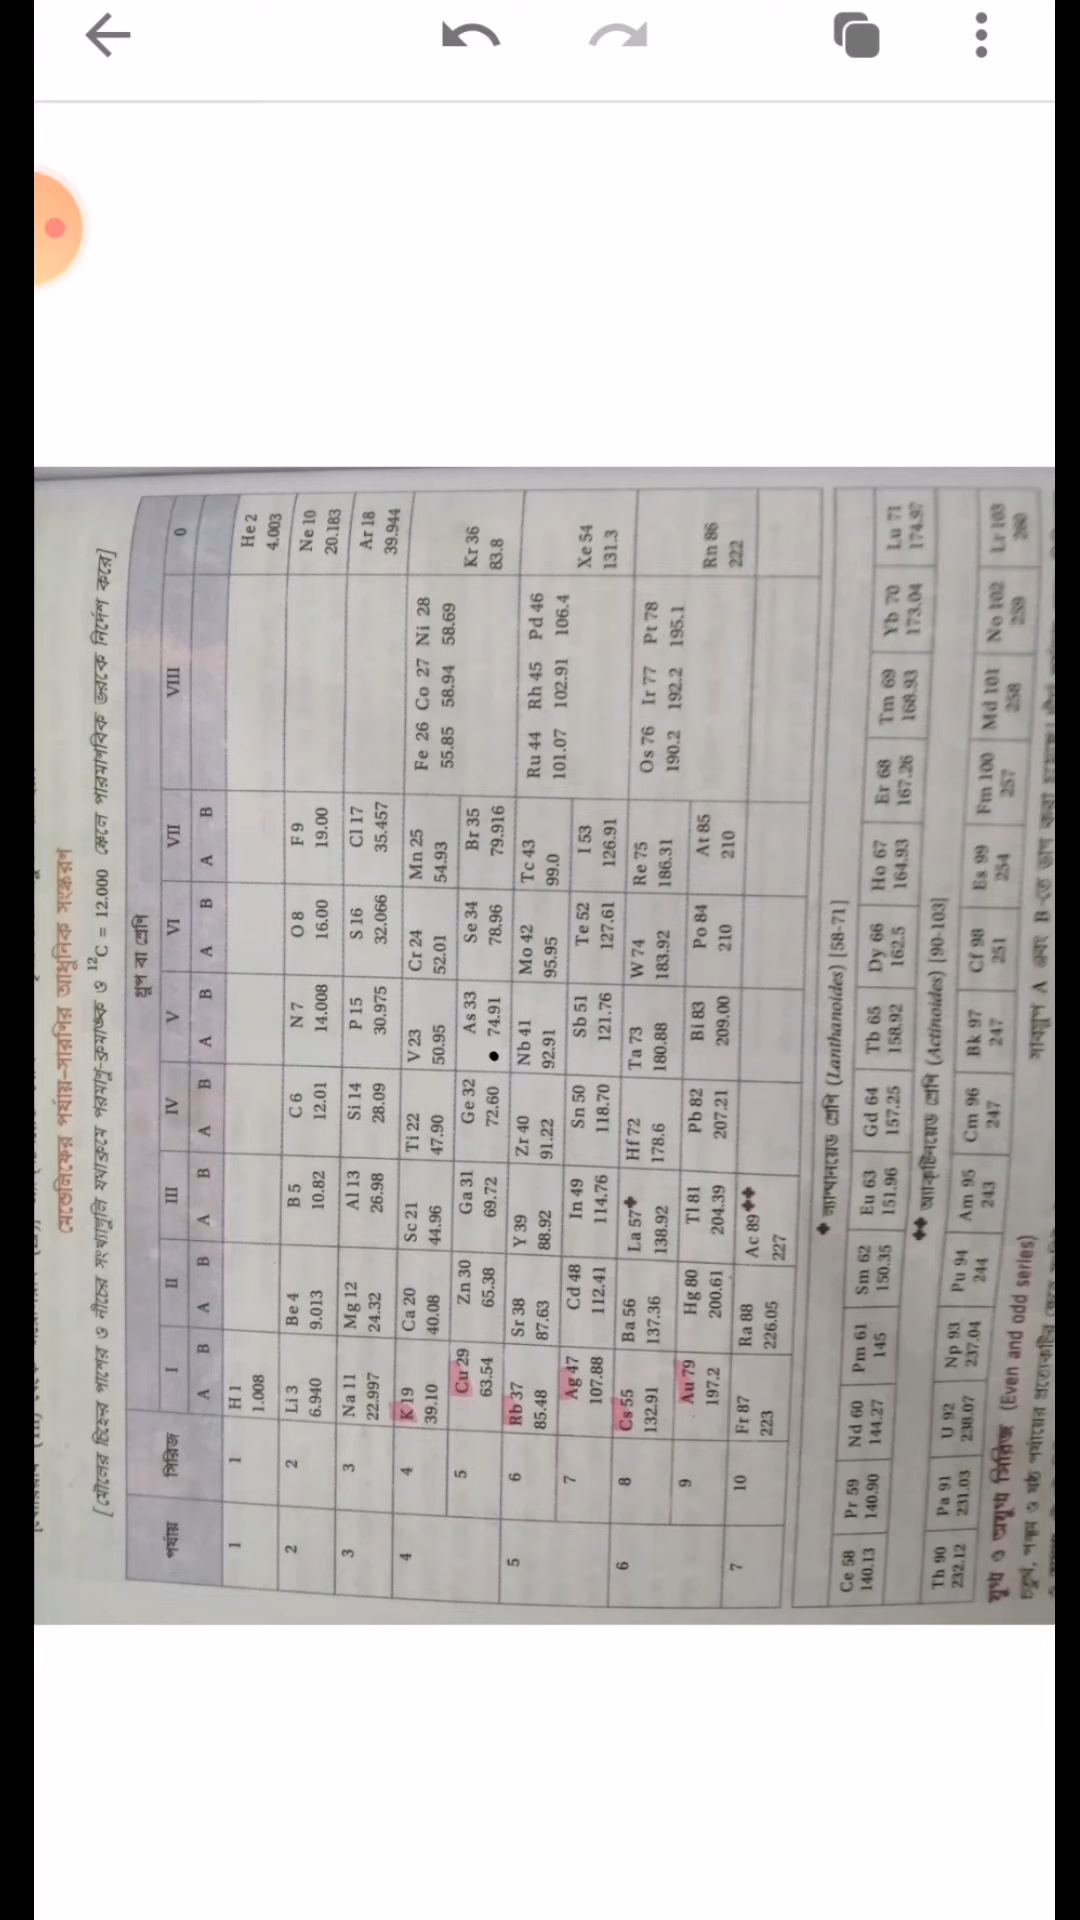 মেন্ডেলিফের পর্যায়-সারণির আধুনিক সংস্করণ
[মৌলের চিহ্নের পাশের ও নীচের সংখ্যাগুলি যথাক্রমে পরমাণু-ক্রমাঙ্ক ও ¹²C = 12.000 স্কেলে পারমাণবিক ভরকে নির্দেশ করে]
গ্রুপ বা শ্রেণি
পর্যায় সিরিজ I II III IV V VI VII VIII 0
A B A B A B A B A B A B A B
1 1 H 1 He 2
1.008 4.003
2 2 Li 3 Be 4 B 5 C 6 N 7 O 8 F 9 Ne 10
6.940 9.013 10.82 12.01 14.008 16.00 19.00 20.183
3 3 Na 11 Mg 12 Al 13 Si 14 P 15 S 16 Cl 17 Ar 18
22.997 24.32 26.98 28.09 30.975 32.066 35.457 39.944
4 4 K 19 Ca 20 Sc 21 Ti 22 V 23 Cr 24 Mn 25 Fe 26 Co 27 Ni 28
39.10 40.08 44.96 47.90 50.95 52.01 54.93 55.85 58.94 58.69
5 Cu 29 Zn 30 Ga 31 Ge 32 As 33 Se 34 Br 35 Kr 36
63.54 65.38 69.72 72.60 74.91 78.96 79.916 83.8
5 6 Rb 37 Sr 38 Y 39 Zr 40 Nb 41 Mo 42 Tc 43 Ru 44 Rh 45 Pd 46
85.48 87.63 88.92 91.22 92.91 95.95 99.0 101.07 102.91 106.4
7 Ag 47 Cd 48 In 49 Sn 50 Sb 51 Te 52 I 53 Xe 54
107.88 112.41 114.76 118.70 121.76 127.61 126.91 131.3
6 8 Cs 55 Ba 56 La 57♦ Hf 72 Ta 73 W 74 Re 75 Os 76 Ir 77 Pt 78
132.91 137.36 138.92 178.6 180.88 183.92 186.31 190.2 192.2 195.1
9 Au 79 Hg 80 Tl 81 Pb 82 Bi 83 Po 84 At 85 Rn 86
197.2 200.61 204.39 207.21 209.00 210 210 222
7 10 Fr 87 Ra 88 Ac 89♦♦
223 226.05 227
♦ ল্যান্থানয়েড শ্রেণি (Lanthanoides) [58-71]
Ce 58 Pr 59 Nd 60 Pm 61 Sm 62 Eu 63 Gd 64 Tb 65 Dy 66 Ho 67 Er 68 Tm 69 Yb 70 Lu 71
140.13 140.90 144.27 145 150.35 151.96 157.25 158.92 162.5 164.93 167.26 168.93 173.04 174.97
♦♦ অ্যাক্টিনয়েড শ্রেণি (Actinoides) [90-103]
Th 90 Pa 91 U 92 Np 93 Pu 94 Am 95 Cm 96 Bk 97 Cf 98 Es 99 Fm 100 Md 101 No 102 Lr 103
232.12 231.03 238.07 237.04 244 243 247 247 251 254 257 258 259 260
যুগ্ম ও অযুগ্ম সিরিজ (Even and odd series)
চতুর্থ, পঞ্চম ও ষষ্ঠ পর্যায়ের প্রত্যেকটির সাবগ্রুপ A এবং B-তে ভাগ করা হয়েছে।